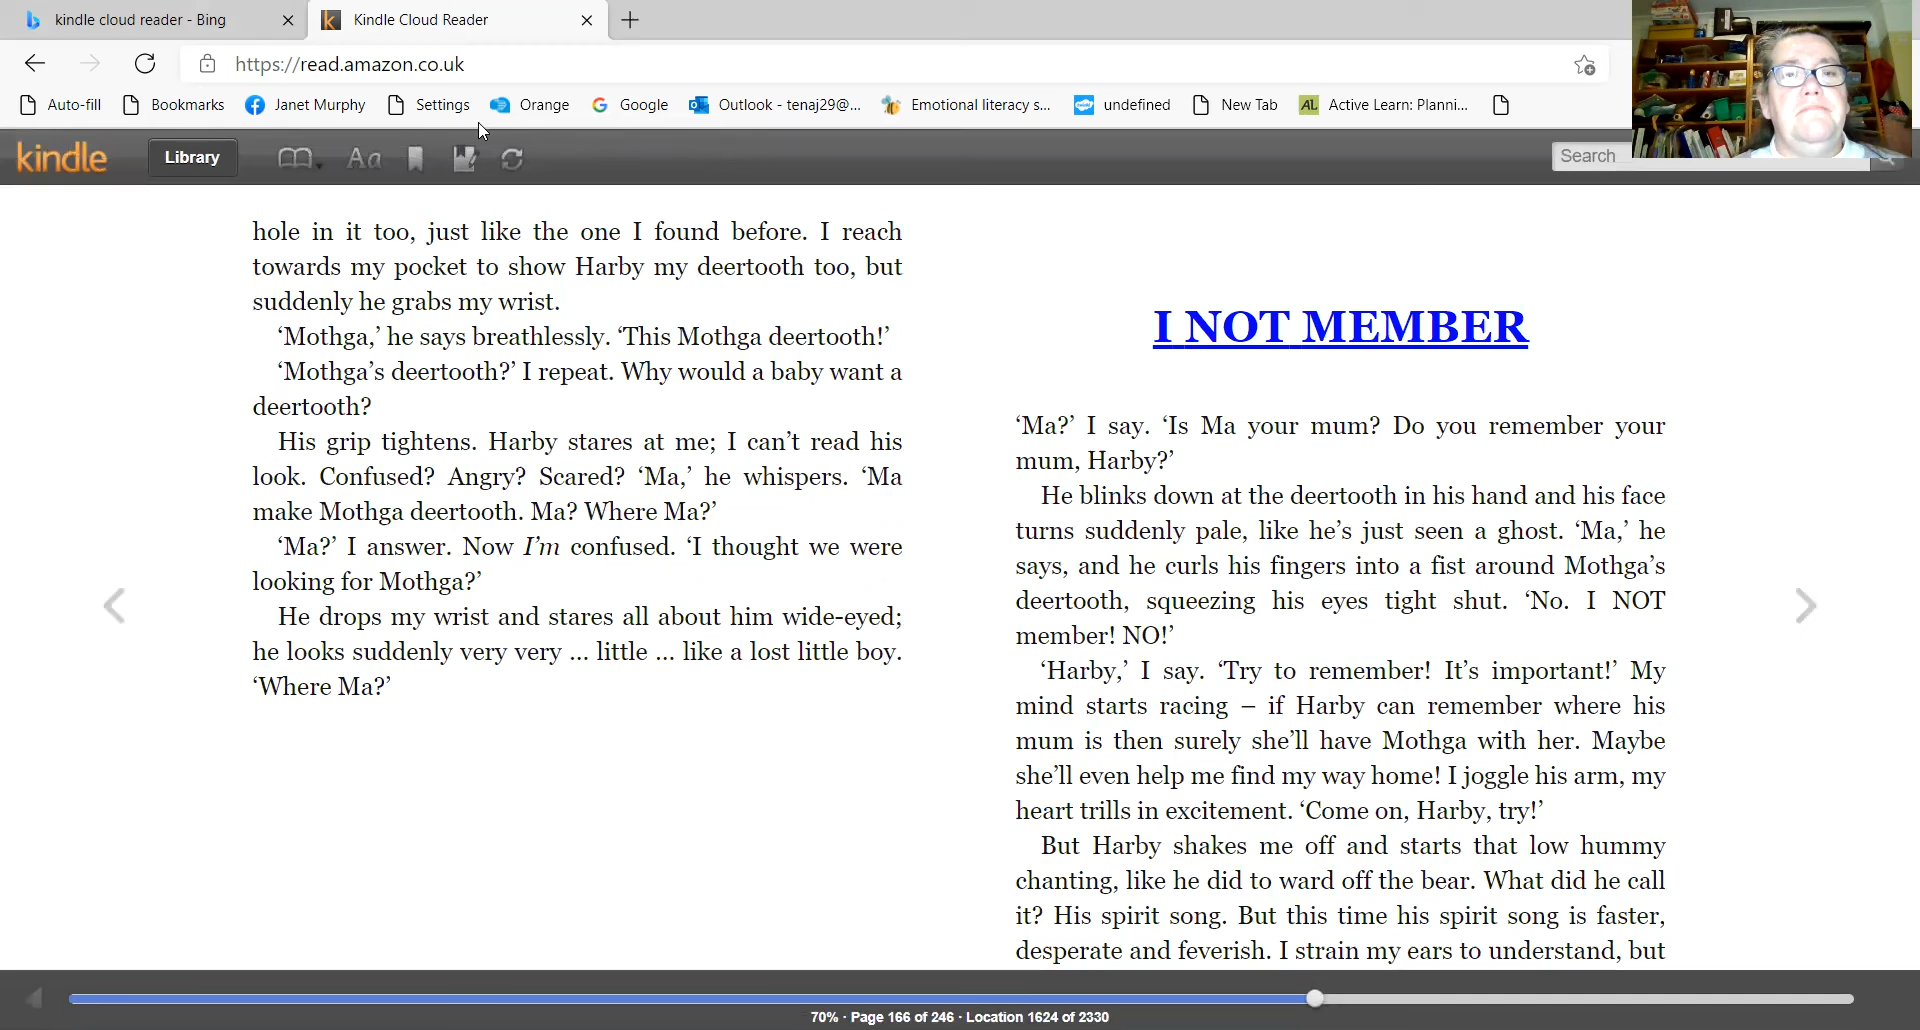 kindle cloud reader - Bing
Kindle Cloud Reader
https://read.amazon.co.uk
Auto-fill
Bookmarks
Janet Murphy
Settings
Orange
Google
Outlook - tenaj29@...
Emotional literacy s...
undefined
New Tab
AL
Active Learn: Planni...
kindle
Library
Aa
Search
hole in it too, just like the one I found before. I reach
towards my pocket to show Harby my deertooth too, but
suddenly he grabs my wrist.
‘Mothga,’ he says breathlessly. ‘This Mothga deertooth!’
‘Mothga’s deertooth?’ I repeat. Why would a baby want a
deertooth?
His grip tightens. Harby stares at me; I can’t read his
look. Confused? Angry? Scared? ‘Ma,’ he whispers. ‘Ma
make Mothga deertooth. Ma? Where Ma?’
‘Ma?’ I answer. Now I’m confused. ‘I thought we were
looking for Mothga?’
He drops my wrist and stares all about him wide-eyed;
he looks suddenly very very ... little ... like a lost little boy.
‘Where Ma?’
I NOT MEMBER
‘Ma?’ I say. ‘Is Ma your mum? Do you remember your
mum, Harby?’
He blinks down at the deertooth in his hand and his face
turns suddenly pale, like he’s just seen a ghost. ‘Ma,’ he
says, and he curls his fingers into a fist around Mothga’s
deertooth, squeezing his eyes tight shut. ‘No. I NOT
member! NO!’
‘Harby,’ I say. ‘Try to remember! It’s important!’ My
mind starts racing – if Harby can remember where his
mum is then surely she’ll have Mothga with her. Maybe
she’ll even help me find my way home! I joggle his arm, my
heart trills in excitement. ‘Come on, Harby, try!’
But Harby shakes me off and starts that low hummy
chanting, like he did to ward off the bear. What did he call
it? His spirit song. But this time his spirit song is faster,
desperate and feverish. I strain my ears to understand, but
70% · Page 166 of 246 · Location 1624 of 2330